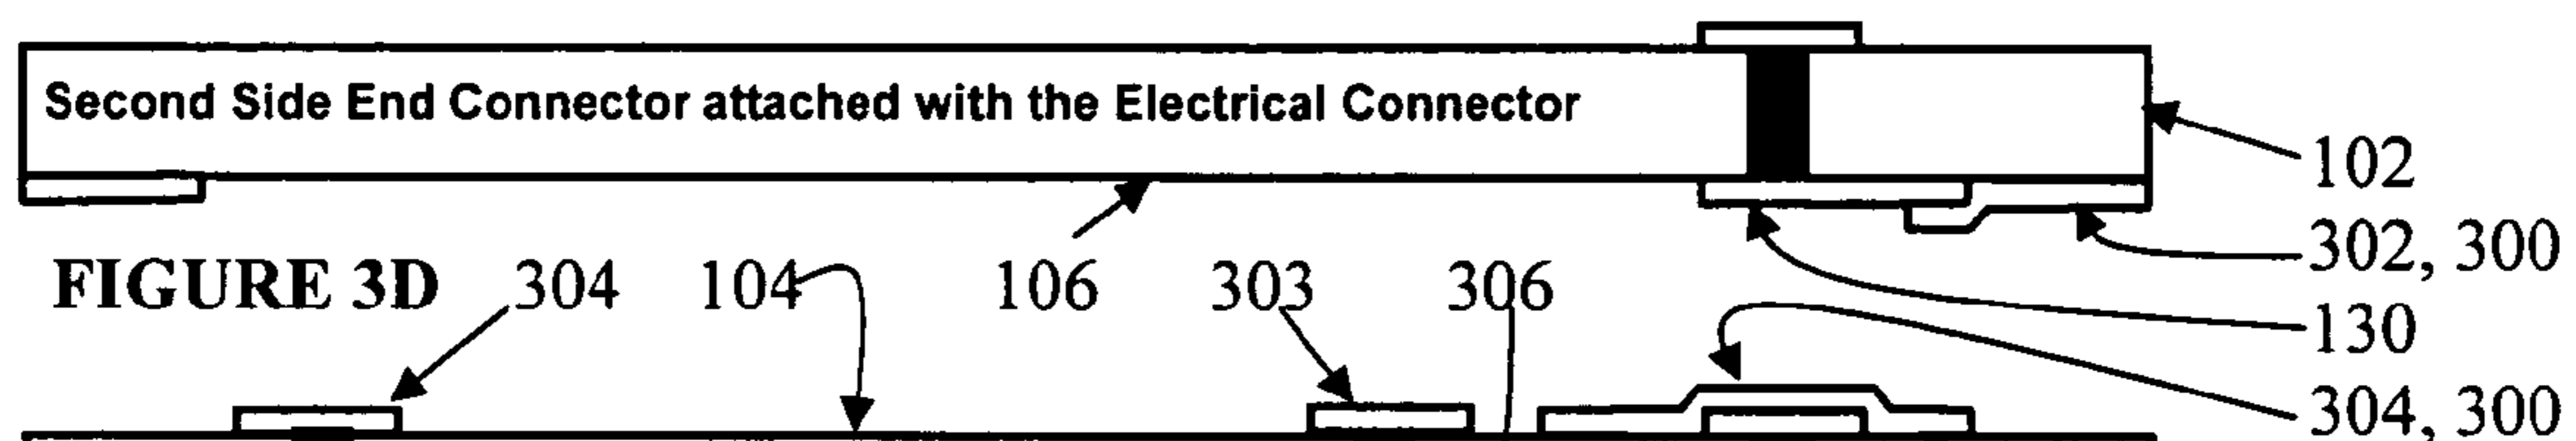 Second Side End Connector attached with the Electrical Connector
102
302, 300
FIGURE 3D 304 104 106 303 306
130
304, 300